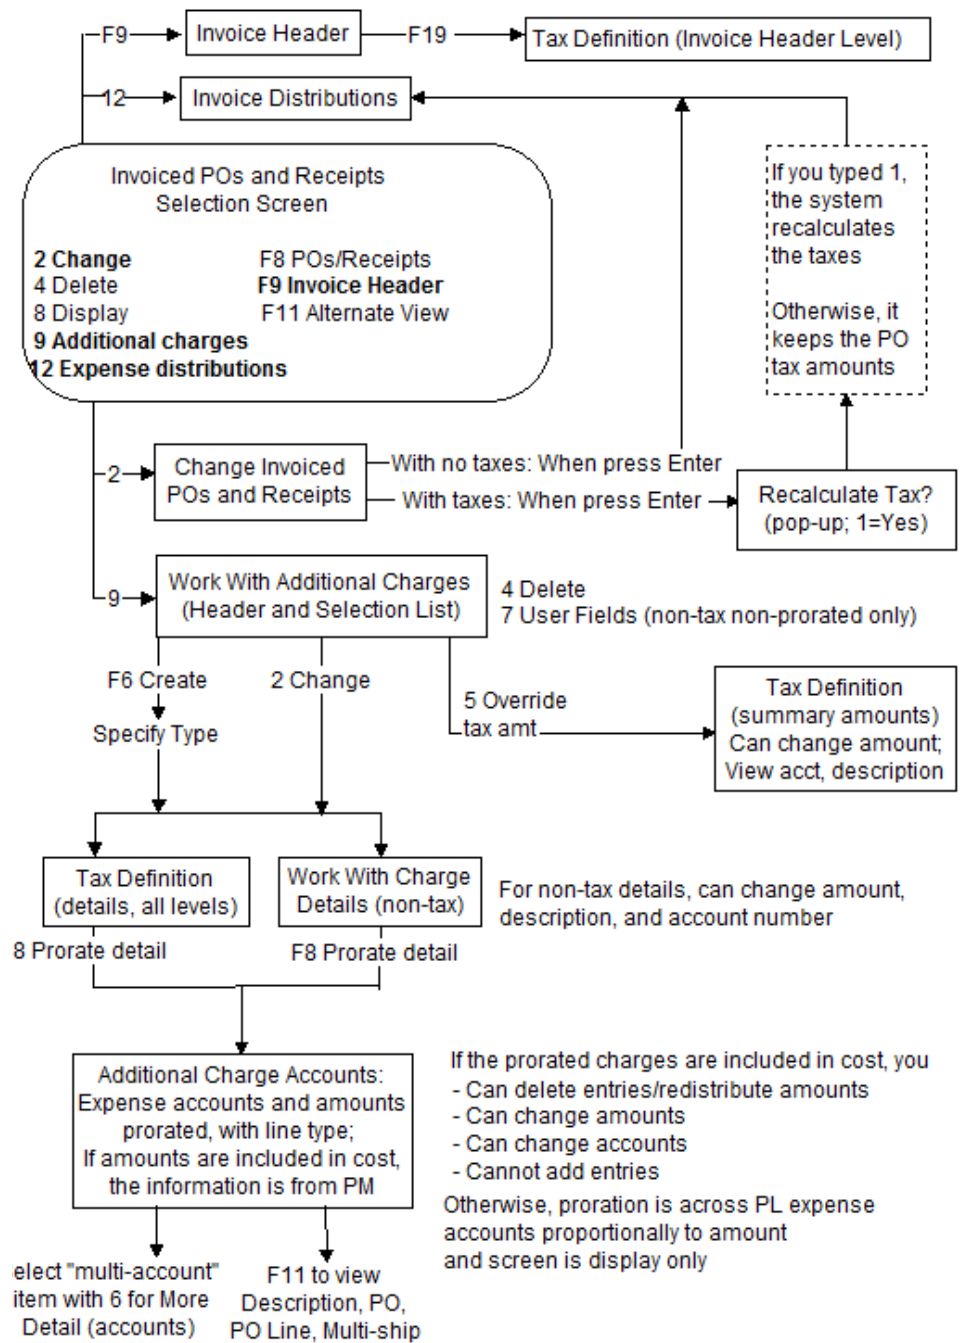 F9
Invoice Header
F19
Tax Definition (Invoice Header Level)
12
Invoice Distributions
Invoiced POs and Receipts
Selection Screen
2 Change
F8 POs/Receipts
4 Delete
F9 Invoice Header
8 Display
F11 Alternate View
9 Additional charges
12 Expense distributions
If you typed 1,
the system
recalculates
the taxes
Otherwise, it
keeps the PO
tax amounts
2
Change Invoiced
POs and Receipts
With no taxes: When press Enter
With taxes: When press Enter
Recalculate Tax?
(pop-up; 1=Yes)
9
Work With Additional Charges
(Header and Selection List)
4 Delete
7 User Fields (non-tax non-prorated only)
F6 Create
Specify Type
2 Change
5 Override
tax amt
Tax Definition
(summary amounts)
Can change amount;
View acct, description
Tax Definition
(details, all levels)
Work With Charge
Details (non-tax)
For non-tax details, can change amount,
description, and account number
8 Prorate detail
F8 Prorate detail
Additional Charge Accounts:
Expense accounts and amounts
prorated, with line type;
If amounts are included in cost,
the information is from PM
If the prorated charges are included in cost, you
- Can delete entries/redistribute amounts
- Can change amounts
- Can change accounts
- Cannot add entries
Otherwise, proration is across PL expense
accounts proportionally to amount
and screen is display only
elect "multi-account"
item with 6 for More
Detail (accounts)
F11 to view
Description, PO,
PO Line, Multi-ship